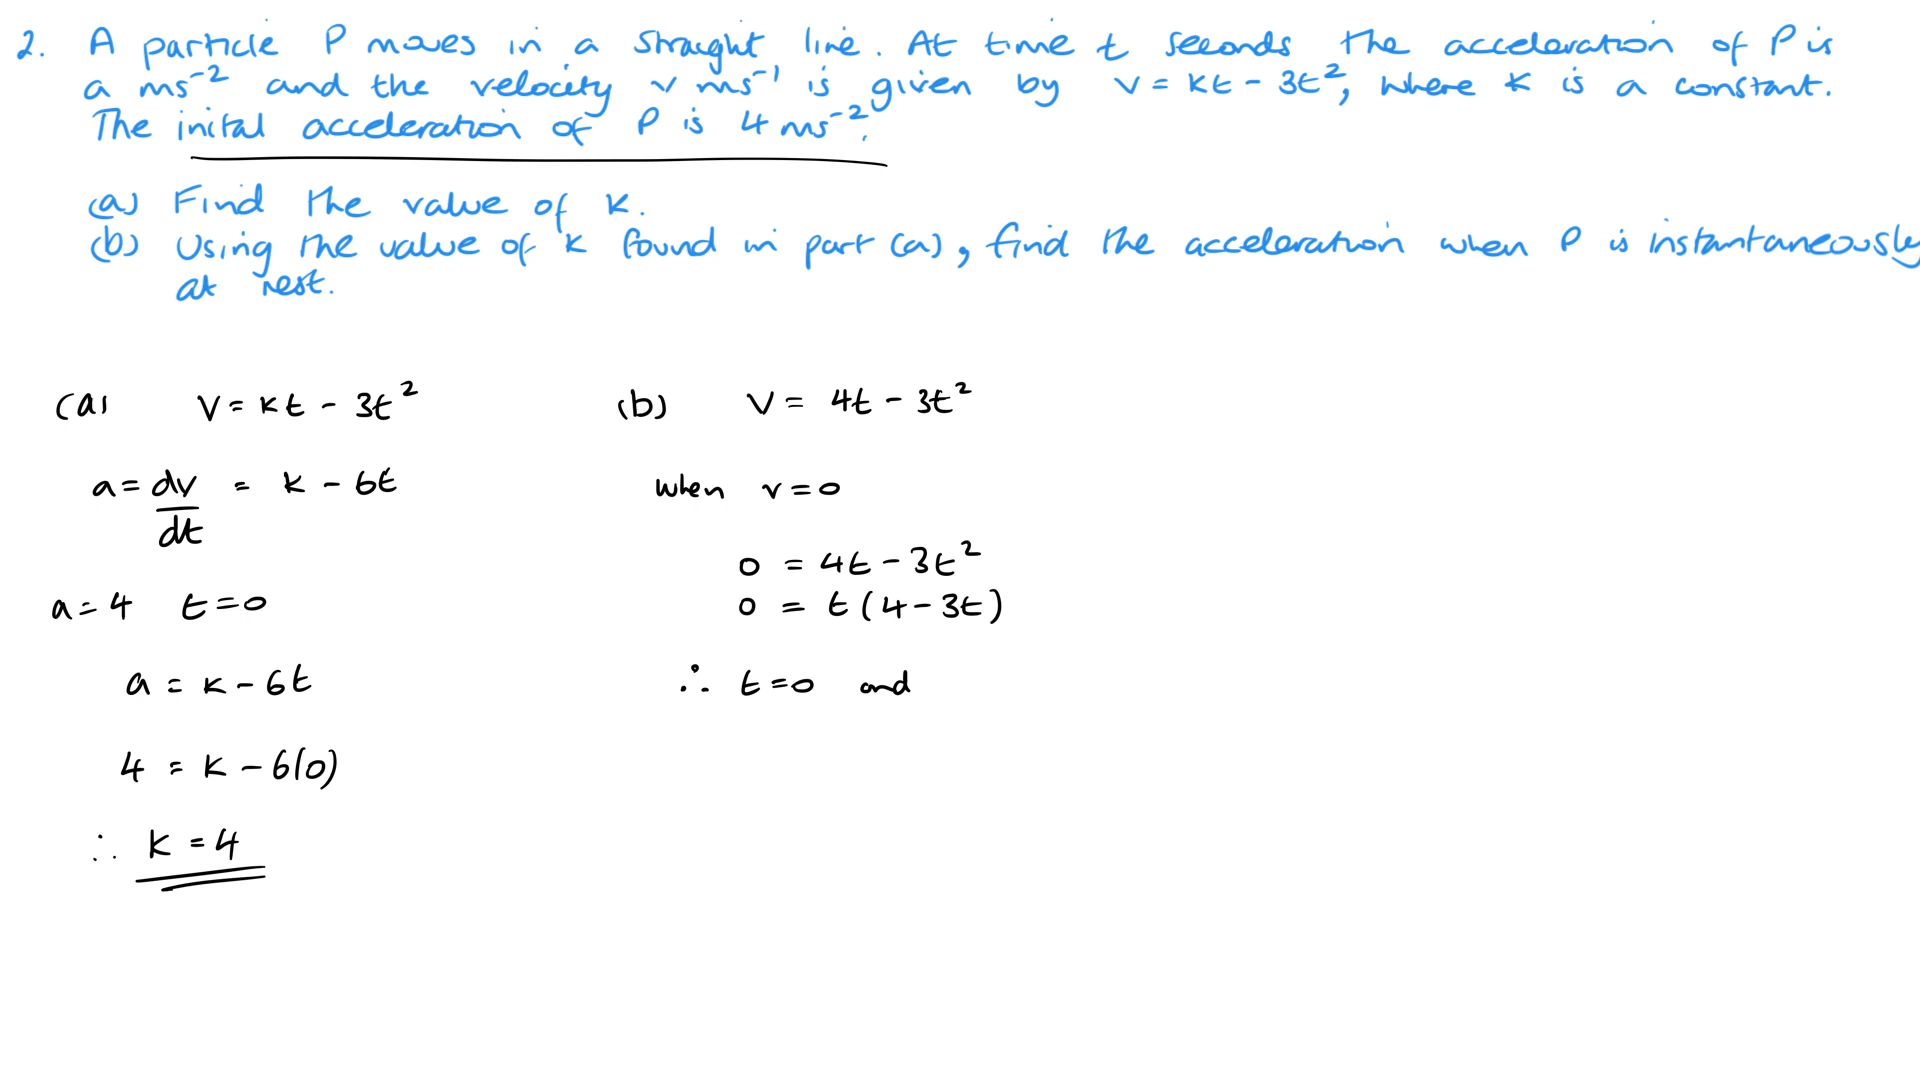 2. A particle P moves in a straight line. At time t seconds the acceleration of P is
a ms⁻² and the velocity v ms⁻¹ is given by v = kt - 3t², where k is a constant.
The inital acceleration of P is 4 ms⁻².
(a) Find the value of k.
(b) Using the value of k found in part (a), find the acceleration when P is instantaneously
at rest.
(a) v = kt - 3t²
a = dv/dt = k - 6t
a = 4 t = 0
a = k - 6t
4 = k - 6(0)
∴ k = 4
(b) v = 4t - 3t²
when v = 0
0 = 4t - 3t²
0 = t(4 - 3t)
∴ t = 0 and